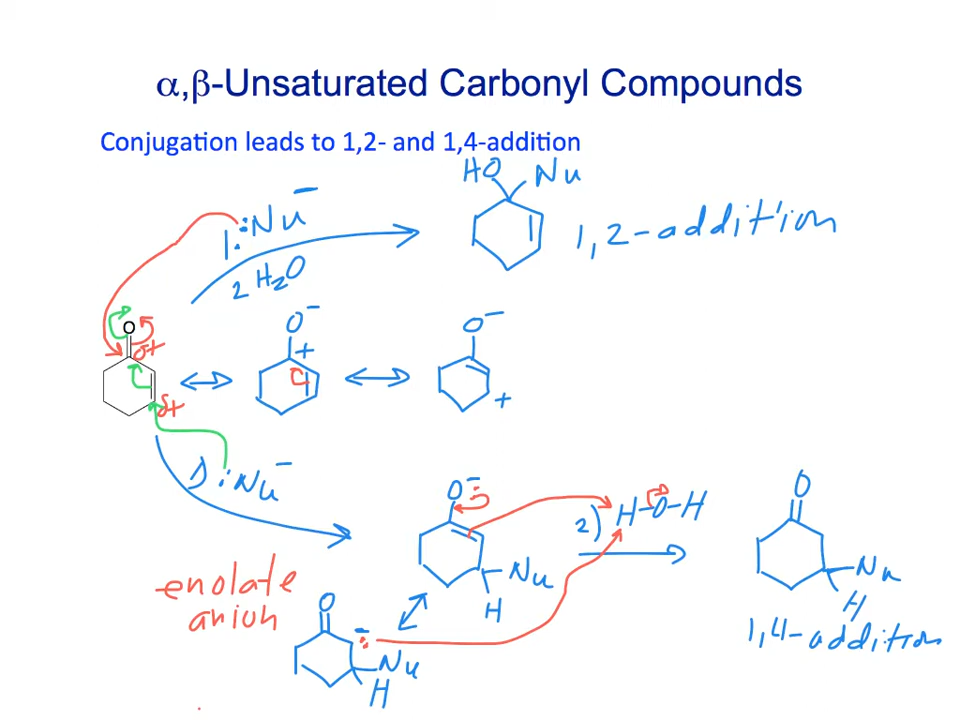 α,β-Unsaturated Carbonyl Compounds
Conjugation leads to 1,2- and 1,4-addition
HO Nu
1. :Nu⁻
2 H₂O
1,2-addition
O
δ+
δ+
O⁻
+
O⁻
+
1) :Nu⁻
O⁻
Nu
H
2) H-O-H
O
Nu
H
1,4-addition
enolate
anion
O
Nu
H